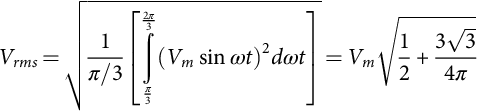 $V_{rms} = \sqrt{\frac{1}{\pi/3}\left[\int_{\frac{\pi}{3}}^{\frac{2\pi}{3}} (V_m \sin \omega t)^2 d\omega t\right]} = V_m \sqrt{\frac{1}{2} + \frac{3\sqrt{3}}{4\pi}}$